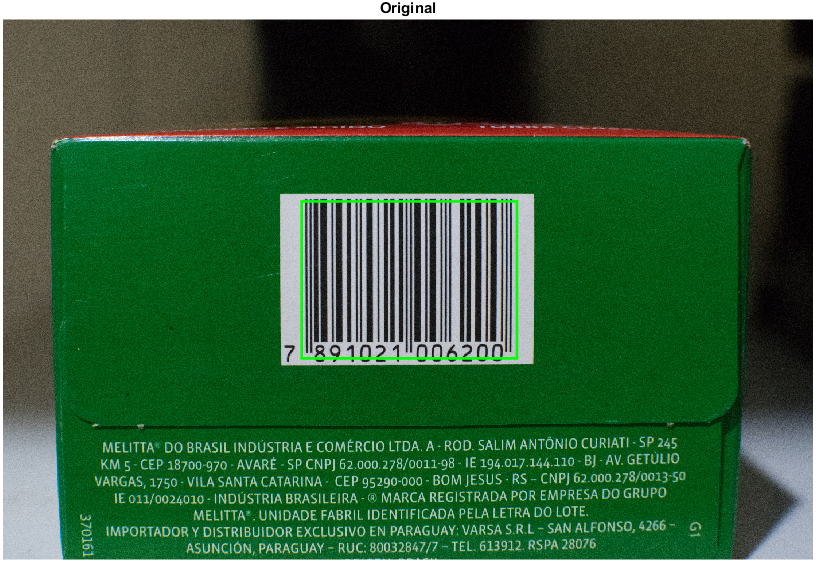 Original
7 891021 006200
MELITTA® DO BRASIL INDÚSTRIA E COMÉRCIO LTDA. A - ROD. SALIM ANTÔNIO CURIATI - SP 245
KM 5 - CEP 18700-970 - AVARÉ - SP CNPJ 62.000.278/0011-98 - IE 194.017.144.110 - BJ - AV. GETÚLIO
VARGAS, 1750 - VILA SANTA CATARINA - CEP 95290-000 - BOM JESUS - RS - CNPJ 62.000.278/0013-50
IE 011/0024010 - INDÚSTRIA BRASILEIRA - ® MARCA REGISTRADA POR EMPRESA DO GRUPO
MELITTA®. UNIDADE FABRIL IDENTIFICADA PELA LETRA DO LOTE.
IMPORTADOR Y DISTRIBUIDOR EXCLUSIVO EN PARAGUAY: VARSA S.R.L – SAN ALFONSO, 4266 –
ASUNCIÓN, PARAGUAY – RUC: 80032847/7 – TEL. 613912. RSPA 28076
370161
G1